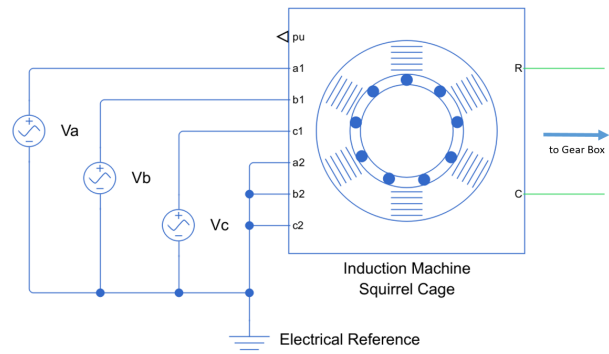 pu
a1
Va
b1
Vb
c1
Vc
a2
b2
c2
R
to Gear Box
C
Induction Machine
Squirrel Cage
Electrical Reference